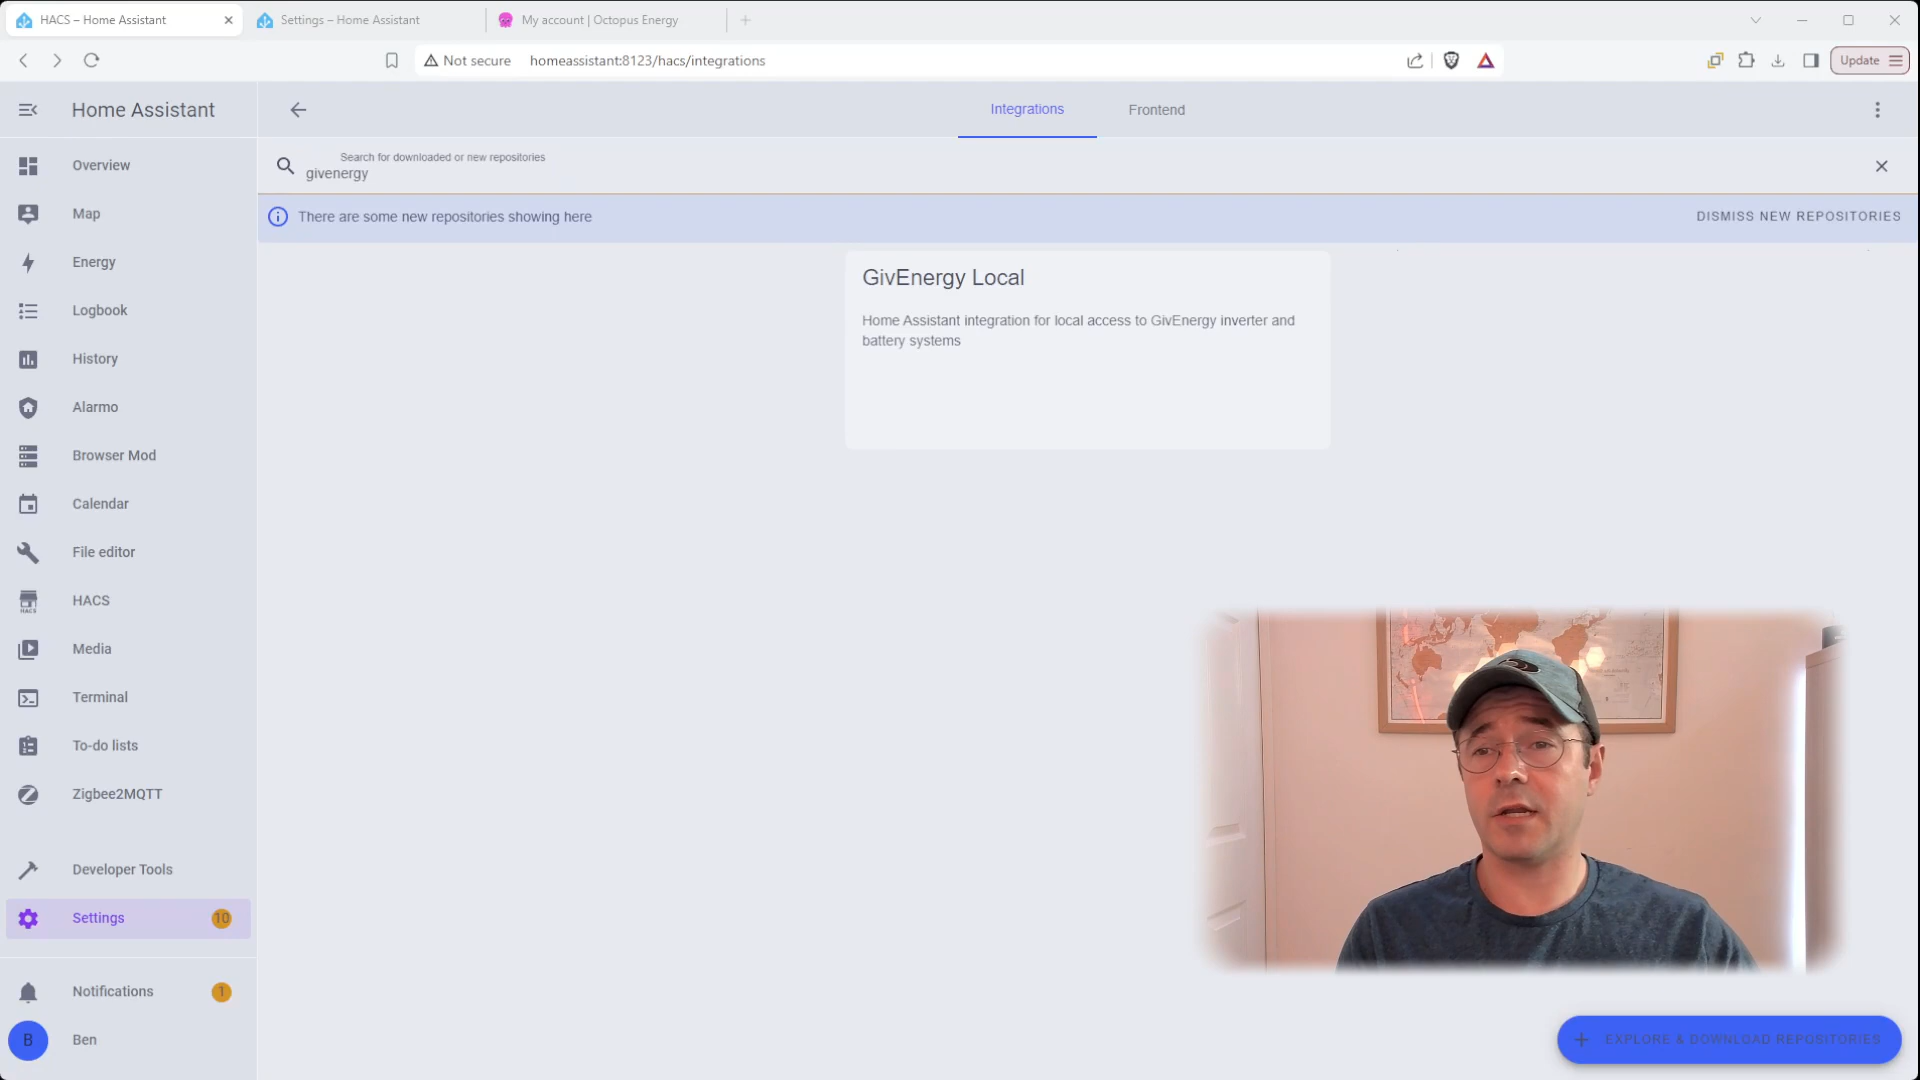 HACS – Home Assistant
Settings – Home Assistant
My account | Octopus Energy
Not secure
homeassistant:8123/hacs/integrations
Update
Home Assistant
Integrations
Frontend
Overview
Map
Energy
Logbook
History
Alarmo
Browser Mod
Calendar
File editor
HACS
HACS
Media
Terminal
To-do lists
Zigbee2MQTT
Developer Tools
Settings
10
Notifications
1
B
Ben
Search for downloaded or new repositories
givenergy
There are some new repositories showing here
DISMISS NEW REPOSITORIES
GivEnergy Local
Home Assistant integration for local access to GivEnergy inverter and
battery systems
EXPLORE & DOWNLOAD REPOSITORIES